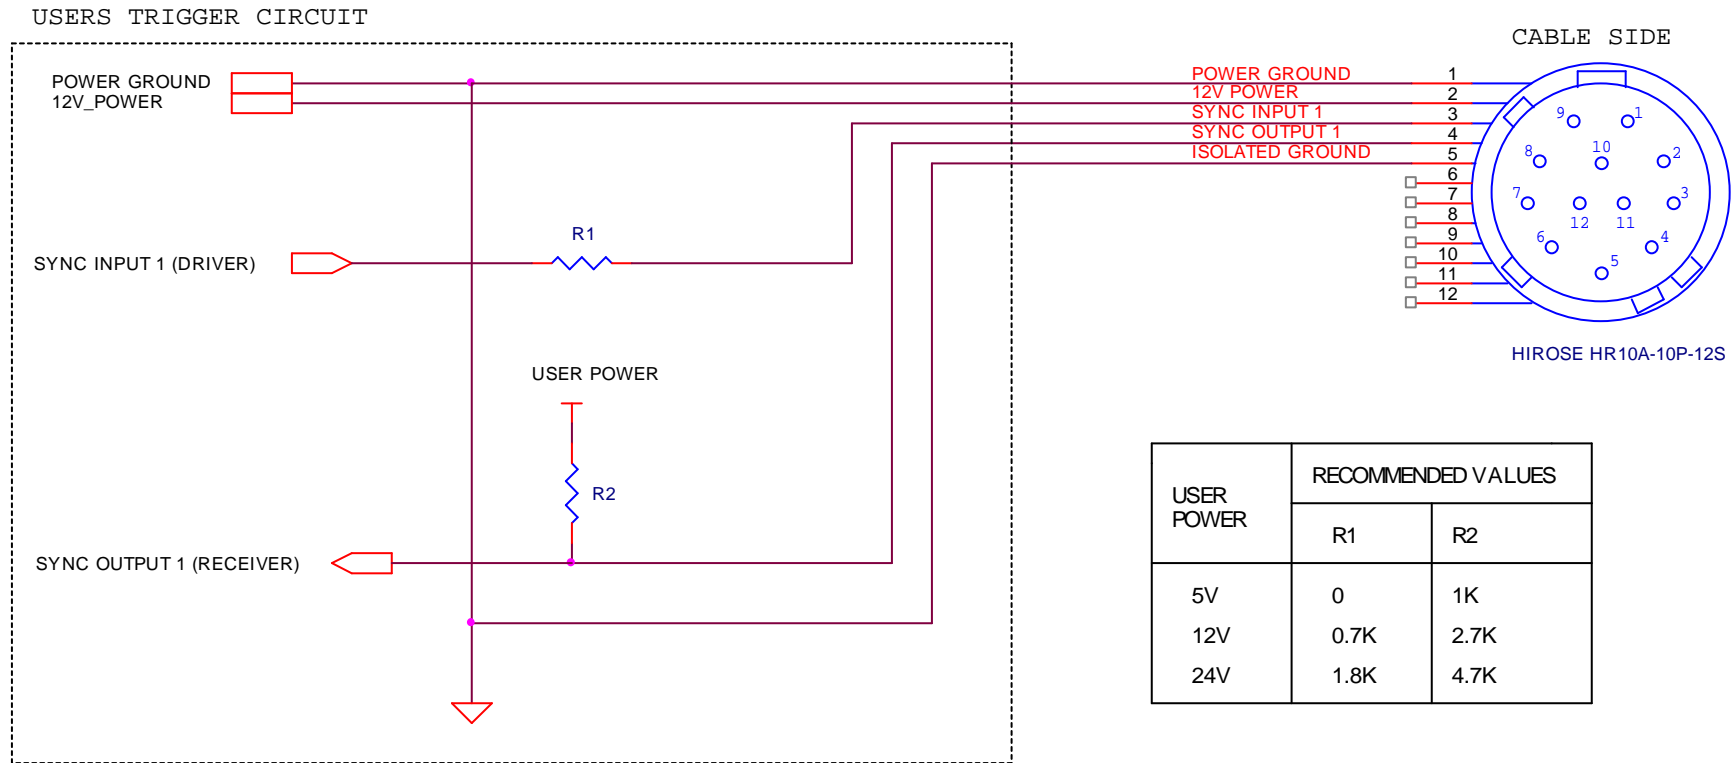 USERS TRIGGER CIRCUIT
CABLE SIDE
POWER GROUND
12V_POWER
POWER GROUND 1
12V POWER 2
SYNC INPUT 1 3
SYNC OUTPUT 1 4
ISOLATED GROUND 5
6
7
8
9
10
11
12
9 1
8 10 2
7 12 11 3
6 4
5
R1
SYNC INPUT 1 (DRIVER)
HIROSE HR10A-10P-12S
USER POWER
R2
SYNC OUTPUT 1 (RECEIVER)
USER POWER RECOMMENDED VALUES
R1 R2
5V 0 1K
12V 0.7K 2.7K
24V 1.8K 4.7K